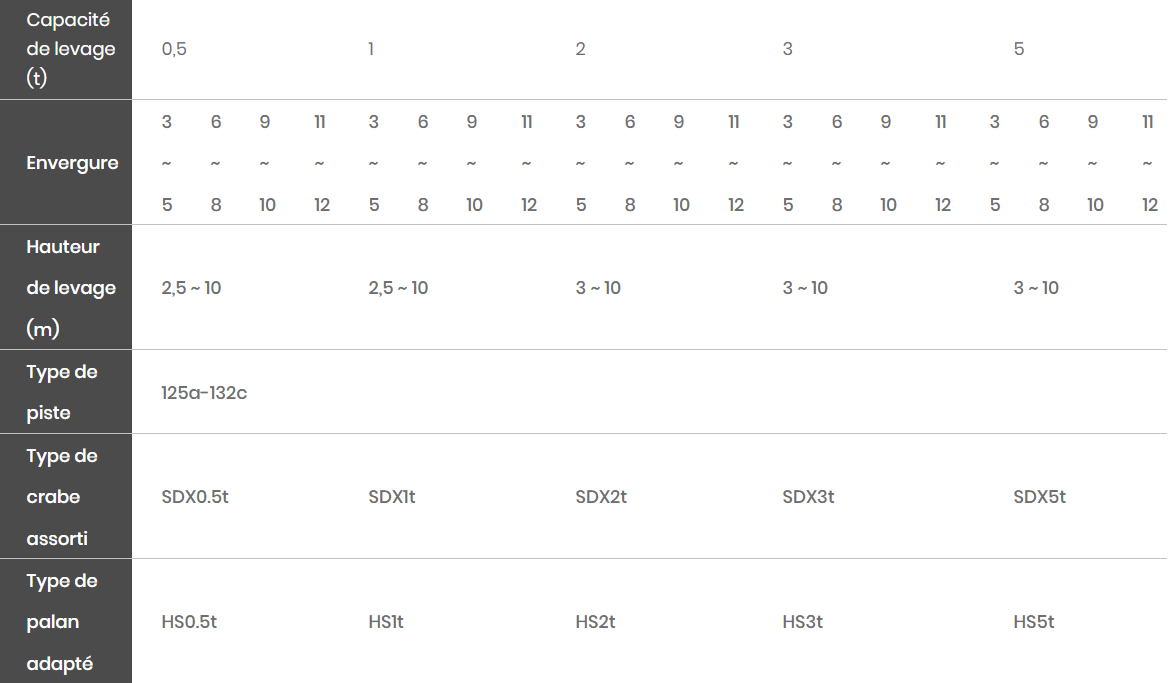 Capacité
de levage
(t)
0,5 1 2 3 5
Envergure
3 6 9 11 3 6 9 11 3 6 9 11 3 6 9 11 3 6 9 11
~ ~ ~ ~ ~ ~ ~ ~ ~ ~ ~ ~ ~ ~ ~ ~ ~ ~ ~ ~
5 8 10 12 5 8 10 12 5 8 10 12 5 8 10 12 5 8 10 12
Hauteur
de levage
(m)
2,5 ~ 10 2,5 ~ 10 3 ~ 10 3 ~ 10 3 ~ 10
Type de
piste
125a-132c
Type de
crabe
assorti
SDX0.5t SDX1t SDX2t SDX3t SDX5t
Type de
palan
adapté
HS0.5t HS1t HS2t HS3t HS5t